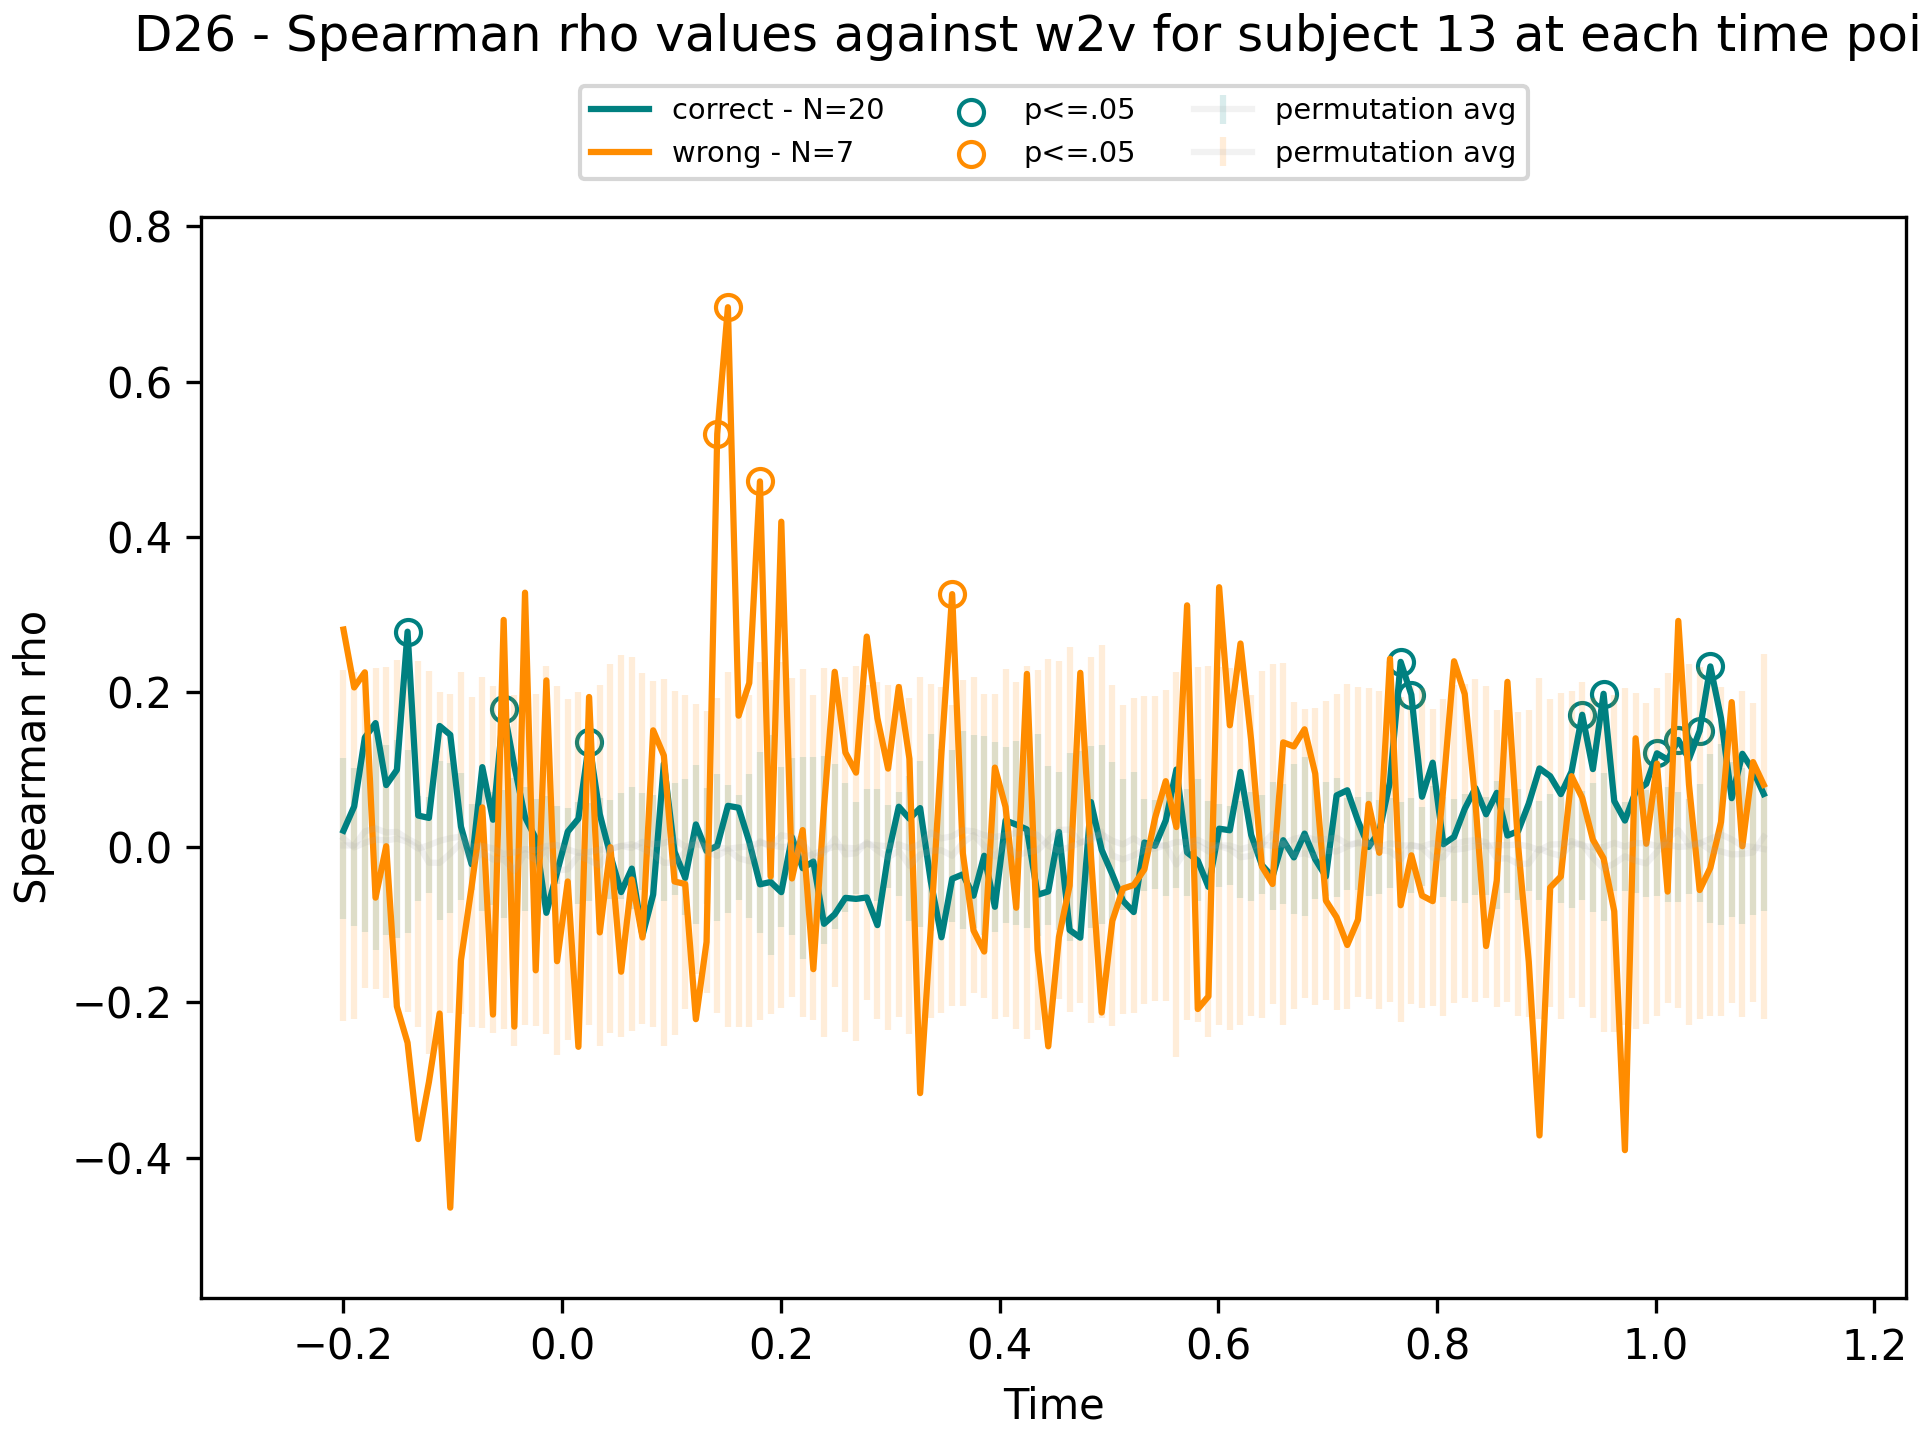 D26 - Spearman rho values against w2v for subject 13 at each time poi
correct - N=20 p<=.05 permutation avg
wrong - N=7 p<=.05 permutation avg
0.8
0.6
0.4
0.2
0.0
−0.2
−0.4
Spearman rho
−0.2 0.0 0.2 0.4 0.6 0.8 1.0 1.2
Time